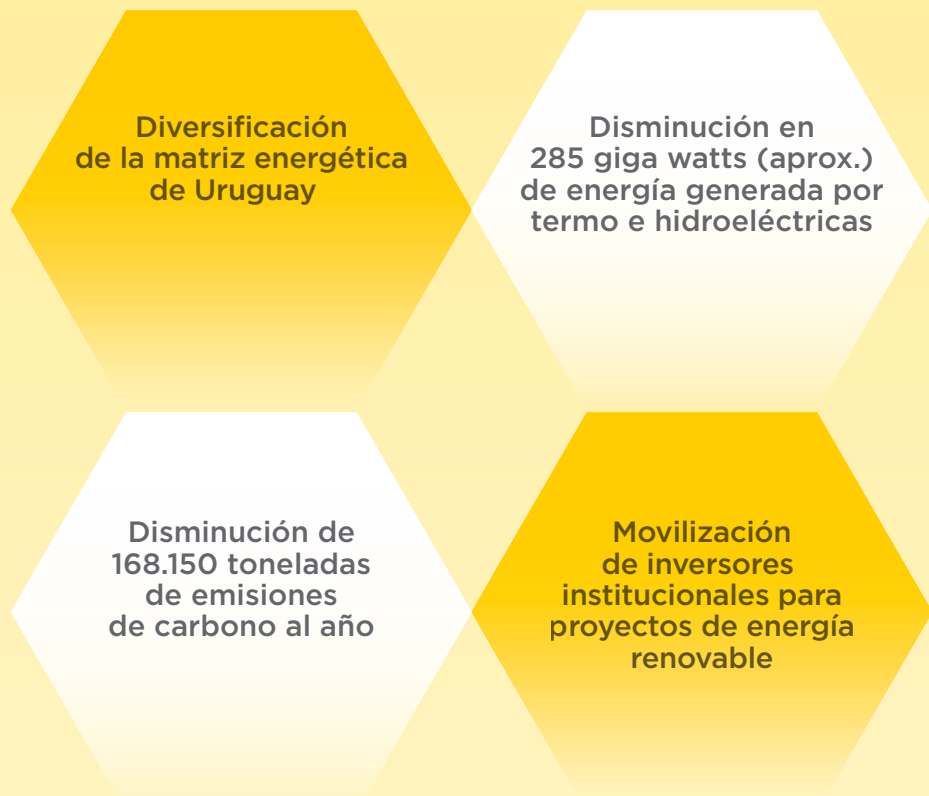 Diversificación
de la matriz energética
de Uruguay
Disminución en
285 giga watts (aprox.)
de energía generada por
termo e hidroeléctricas
Disminución de
168.150 toneladas
de emisiones
de carbono al año
Movilización
de inversores
institucionales para
proyectos de energía
renovable